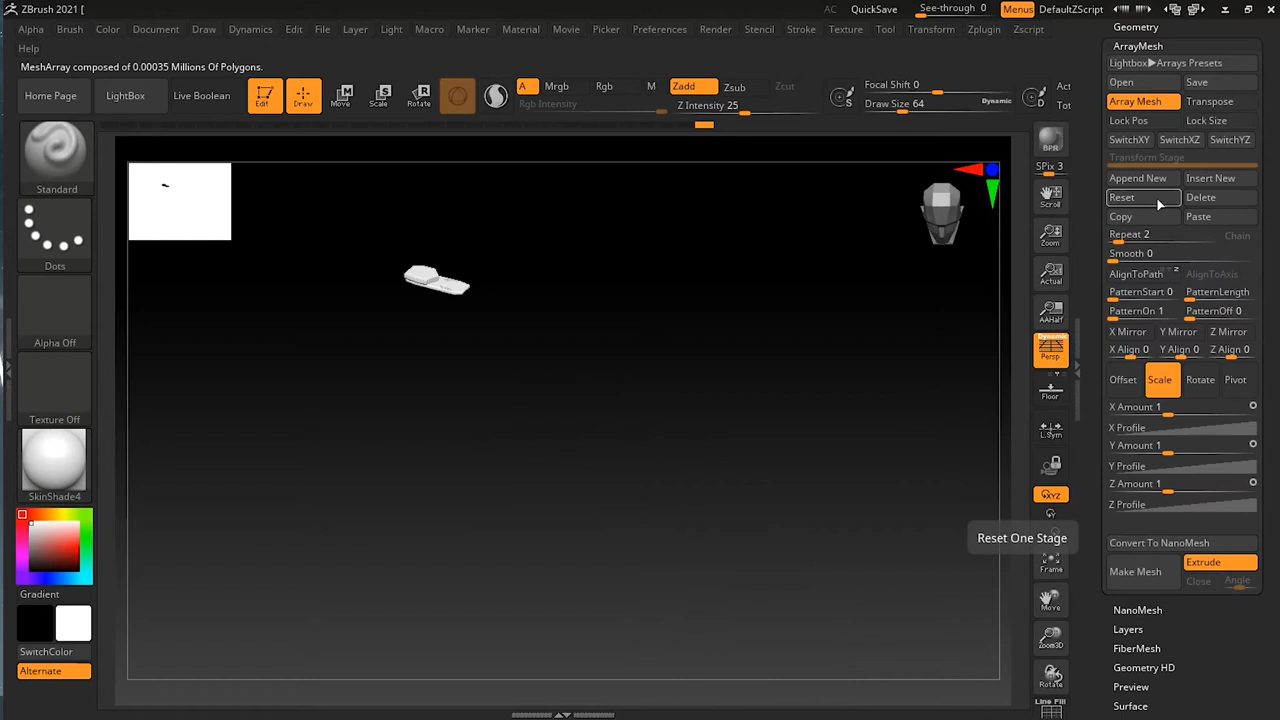 ZBrush 2021 [
AC QuickSave See-through 0 Menus DefaultZScript
Alpha Brush Color Document Draw Dynamics Edit File Layer Light Macro Marker Material Movie Picker Preferences Render Stencil Stroke Texture Tool Transform Zplugin Zscript
Help
MeshArray composed of 0.00035 Millions Of Polygons.
Home Page LightBox Live Boolean Edit Draw Move Scale Rotate
A Mrgb Rgb M Zadd Zsub Zcut
Rgb Intensity Z Intensity 25
Focal Shift 0
Draw Size 64 Dynamic
S D
Act
Tot
Standard
Dots
Alpha Off
Texture Off
SkinShade4
Gradient
SwitchColor
Alternate
BPR
SPix 3
Scroll
Zoom
Actual
AAHalf
Dynamic
Persp
Floor
L.Sym
XYZ
Y
Frame
Move
Zoom3D
Rotate
Line Fill
Reset One Stage
Geometry
ArrayMesh
Lightbox▶Arrays Presets
Open Save
Array Mesh Transpose
Lock Pos Lock Size
SwitchXY SwitchXZ SwitchYZ
Transform Stage
Append New Insert New
Reset Delete
Copy Paste
Repeat 2 Chain
Smooth 0
AlignToPath z AlignToAxis
PatternStart 0 PatternLength
PatternOn 1 PatternOff 0
X Mirror Y Mirror Z Mirror
X Align 0 Y Align 0 Z Align 0
Offset Scale Rotate Pivot
X Amount 1
X Profile
Y Amount 1
Y Profile
Z Amount 1
Z Profile
Convert To NanoMesh
Make Mesh Extrude
Close Angle
NanoMesh
Layers
FiberMesh
Geometry HD
Preview
Surface